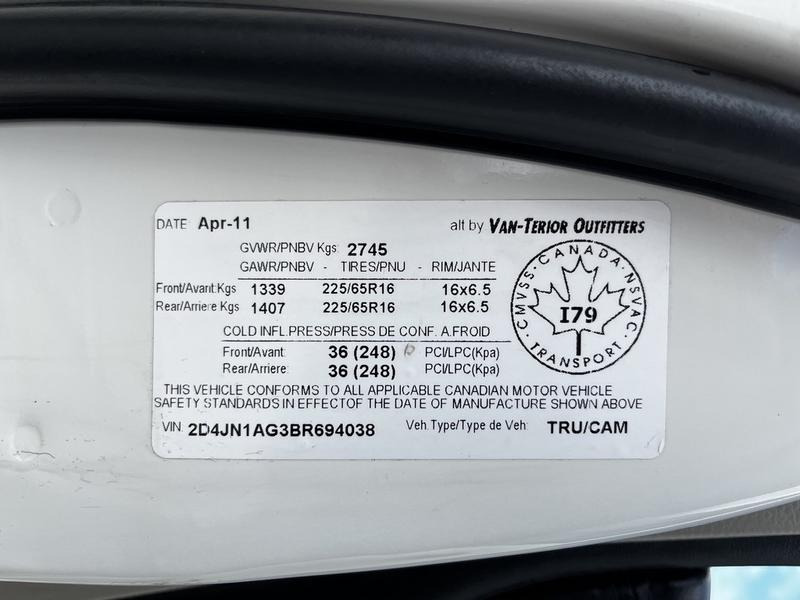 DATE: Apr-11
alt by VAN-TERIOR OUTFITTERS
GVWR/PNBV Kgs: 2745
GAWR/PNBV - TIRES/PNU - RIM/JANTE
Front/Avant:Kgs 1339 225/65R16 16x6.5
Rear/Arriere:Kgs 1407 225/65R16 16x6.5
CMVSS·CANADA·NSVAC·TRANSPORT
179
COLD INFL.PRESS/PRESS DE CONF. A.FROID
Front/Avant: 36 (248) PCI/LPC(Kpa)
Rear/Arriere: 36 (248) PCI/LPC(Kpa)
THIS VEHICLE CONFORMS TO ALL APPLICABLE CANADIAN MOTOR VEHICLE
SAFETY STANDARDS IN EFFECTOF THE DATE OF MANUFACTURE SHOWN ABOVE
VIN: 2D4JN1AG3BR694038 Veh.Type/Type de Veh: TRU/CAM